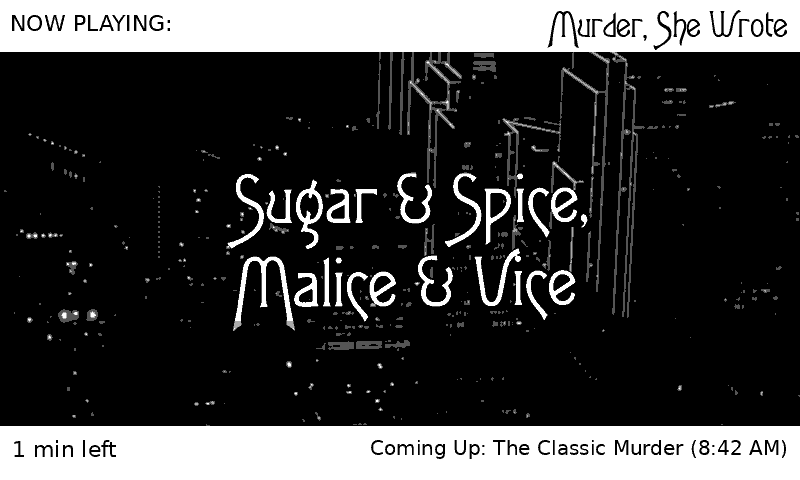 NOW PLAYING:
Murder, She Wrote
Sugar & Spice,
Malice & Vice
1 min left
Coming Up: The Classic Murder (8:42 AM)